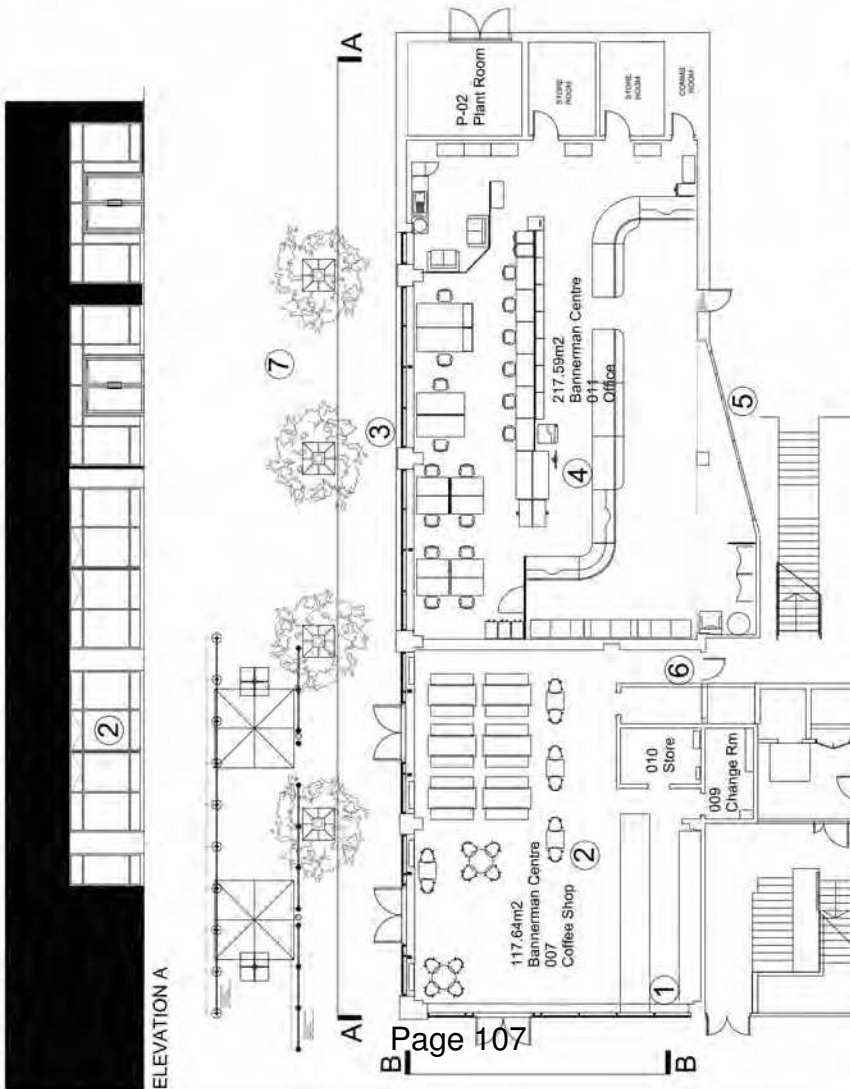 ELEVATION A
2
A
A
7
3
P-02
Plant Room
STORE
ROOM
STORE
ROOM
COMMS
ROOM
217.59m2
Bannerman Centre
011
Office
4
5
6
010
Store
009
Change Rm
117.64m2
Bannerman Centre
007
Coffee Shop
2
1
B
B
Page 107